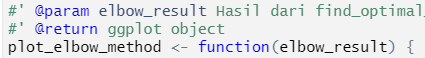 #' @param elbow_result Hasil dari find_optimal_
#' @return ggplot object
plot_elbow_method <- function(elbow_result) {